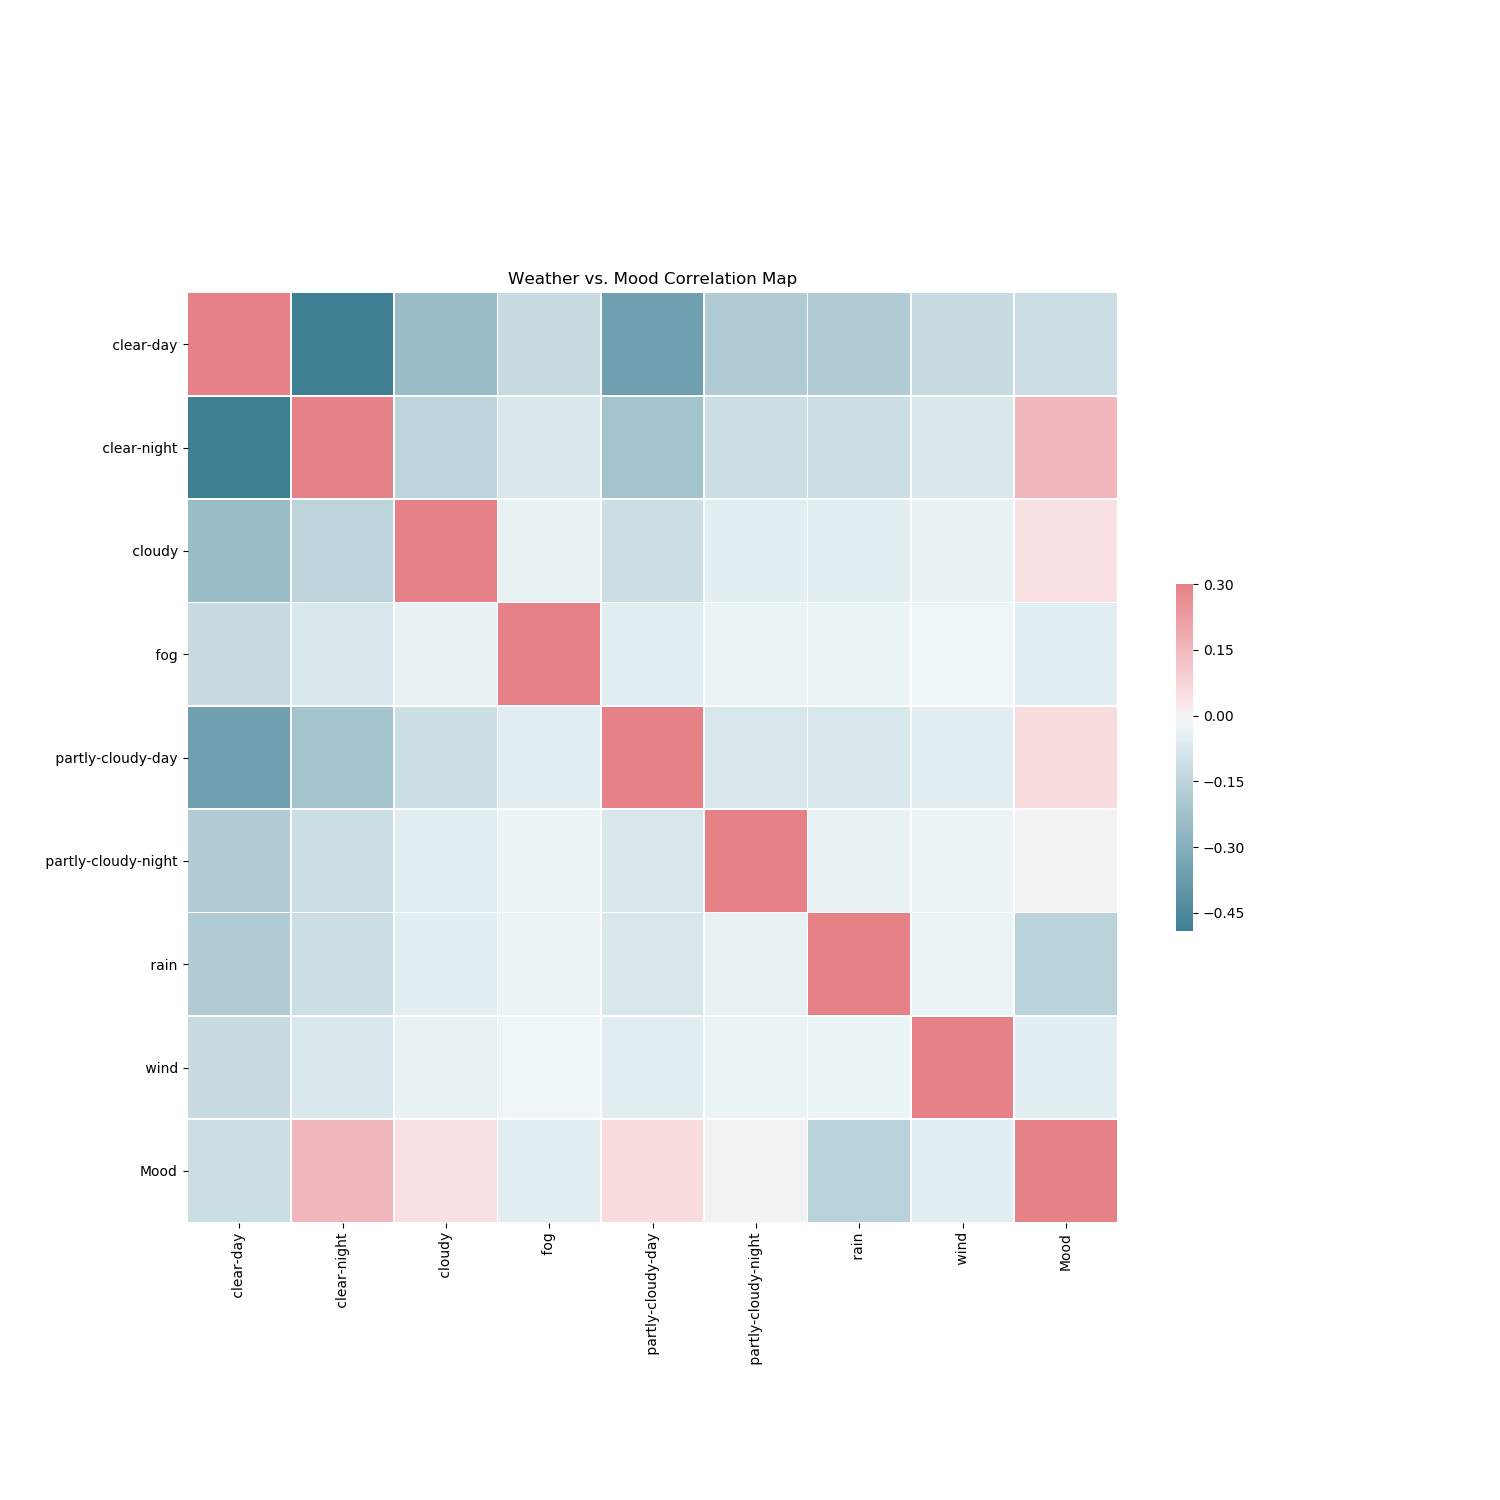 Weather vs. Mood Correlation Map
clear-day
clear-night
cloudy
fog
partly-cloudy-day
partly-cloudy-night
rain
wind
Mood
clear-day
clear-night
cloudy
fog
partly-cloudy-day
partly-cloudy-night
rain
wind
Mood
0.30
0.15
0.00
−0.15
−0.30
−0.45